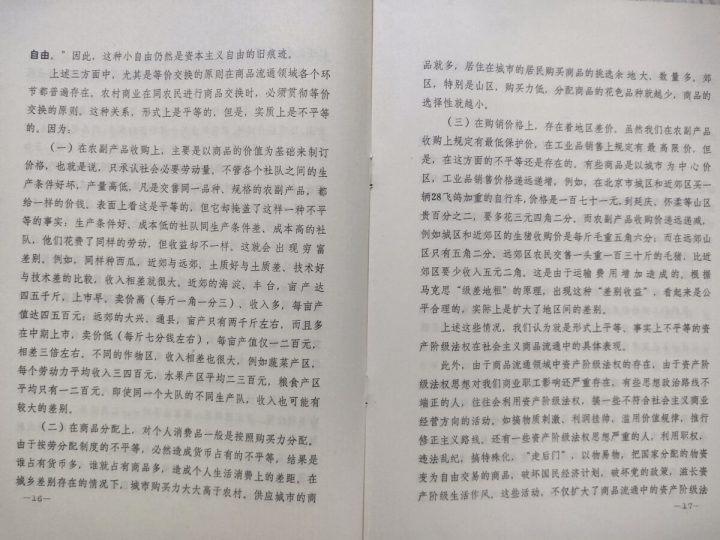 自由。”因此，这种小自由仍然是资本主义自由的旧痕迹。
上述三方面中，尤其是等价交换的原则在商品流通领域各个环
节都普遍存在。农村商业在同农民进行商品交换时，必须贯彻等价
交换的原则。这种关系，形式上是平等的，但是，实质上是不平等
的。因为：
（一）在农副产品收购上，主要是以商品的价值为基础来制订
价格，也就是说，只承认社会必要劳动量，不管各个社队之间的生
产条件好坏，产量高低，凡是交售同一品种、规格的农副产品，都
给一样的价钱。表面上看这是平等的，但它却掩盖了这样一种不平
等的事实：生产条件好、成本低的社队同生产条件差、成本高的社
队，他们花费了同样的劳动，但收益却不一样。这就会出现穷富
差别。例如，同样种西瓜，近郊与远郊，土质好与土质差、技术好
与技术差的比较，收入相差就很大。近郊的海淀、丰台，亩产达
四五千斤，上市早，卖价高（每斤一角一分三），收入多，每亩产
值达四五百元；远郊的大兴、通县，亩产只有两千斤左右，而且多
在中期上市，卖价低（每斤七分钱左右），每亩产值仅一二百元，
相差三倍左右。不同的作物区，收入相差也很大。例如蔬菜产区，
每个劳动力平均收入三四百元，水果产区平均二三百元，粮食产区
平均只有一二百元。即使同一个大队的不同生产队，收入也可能有
较大的差别。
（二）在商品分配上，对个人消费品一般是按照购买力分配。
由于按劳分配制度的不平等，必然造成货币占有的不平等，结果是
谁占有货币多，谁就占有商品多，造成个人生活消费上的差距。在
城乡差别存在的情况下，城市购买力大大高于农村。供应城市的商
—16—
品就多，居住在城市的居民购买商品的挑选余地大，数量多。郊
区，特别是山区，购买力低，分配商品的花色品种就越少，商品的
选择性就越小。
（三）在购销价格上，存在着地区差价。虽然我们在农副产品
收购上规定有最低保护价，在工业品销售上规定有最高限价，但
是，在这方面的不平等还是存在的。有些商品是以城市为中心价
区，工业品销售价格递远递增，例如，在北京市城区和近郊区买一
辆28飞鸽加重的自行车，价格是一百七十一元，到延庆、怀柔等山区
贵百分之二，要多花三元四角二分。而农副产品收购价递远递减，
例如城区和近郊区的生猪收购价是每斤毛重五角六分；而在远郊山
区只有五角二分。远郊区农民交售一头重一百三十斤的毛猪，比近
郊区要少收入五元二角。这是由于运输费用增加造成的。根据
马克思“级差地租”的原理，出现这种“差别收益”，看起来是公
平合理的，实际上是扩大了地区间的差别。
上述这些情况，我们认为就是形式上平等、事实上不平等的资
产阶级法权在社会主义商品流通中的具体表现。
此外，由于商品流通领域中资产阶级法权的存在，由于资产阶
级法权思想对我们商业职工影响还严重存在，有些思想政治路线不
端正的人，往往会利用资产阶级法权，搞一些不符合社会主义商业
经营方向的活动。如搞物质刺激、利润挂帅，滥用价值规律，推行
修正主义路线。还有一些资产阶级法权思想严重的人，利用职权，
违法乱纪，搞特殊化，“走后门”，以物易物，把国家分配的物资
变为自由交易的商品，破坏国民经济计划，破坏党的政策，滋长资
产阶级生活作风。这些活动，不仅扩大了商品流通中的资产阶级法
—17—